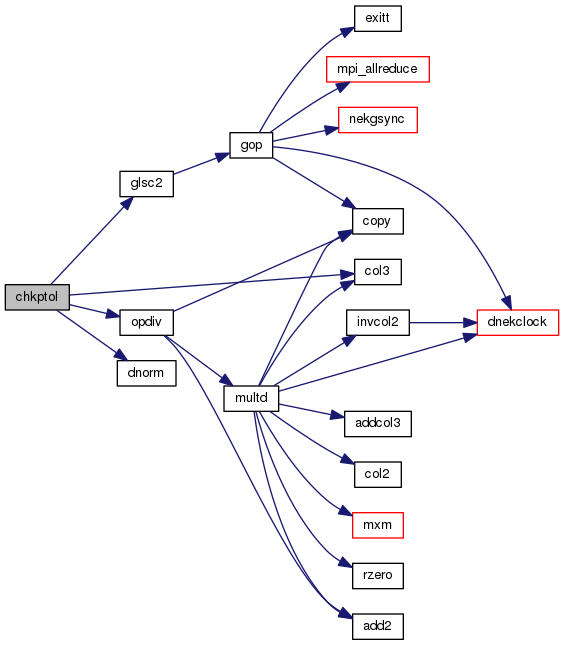 exitt
mpi_allreduce
nekgsync
gop
glsc2
copy
col3
chkptol
opdiv
invcol2
dnekclock
dnorm
multd
addcol3
col2
mxm
rzero
add2